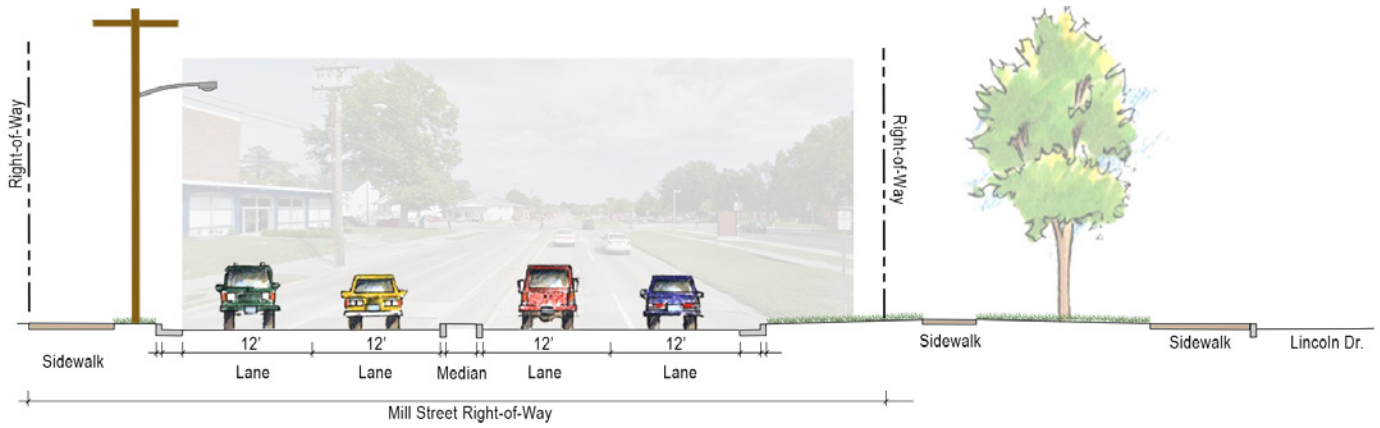 Right-of-Way
Right-of-Way
12'
12'
12'
12'
Sidewalk
Lane
Lane
Median
Lane
Lane
Sidewalk
Sidewalk
Lincoln Dr.
Mill Street Right-of-Way